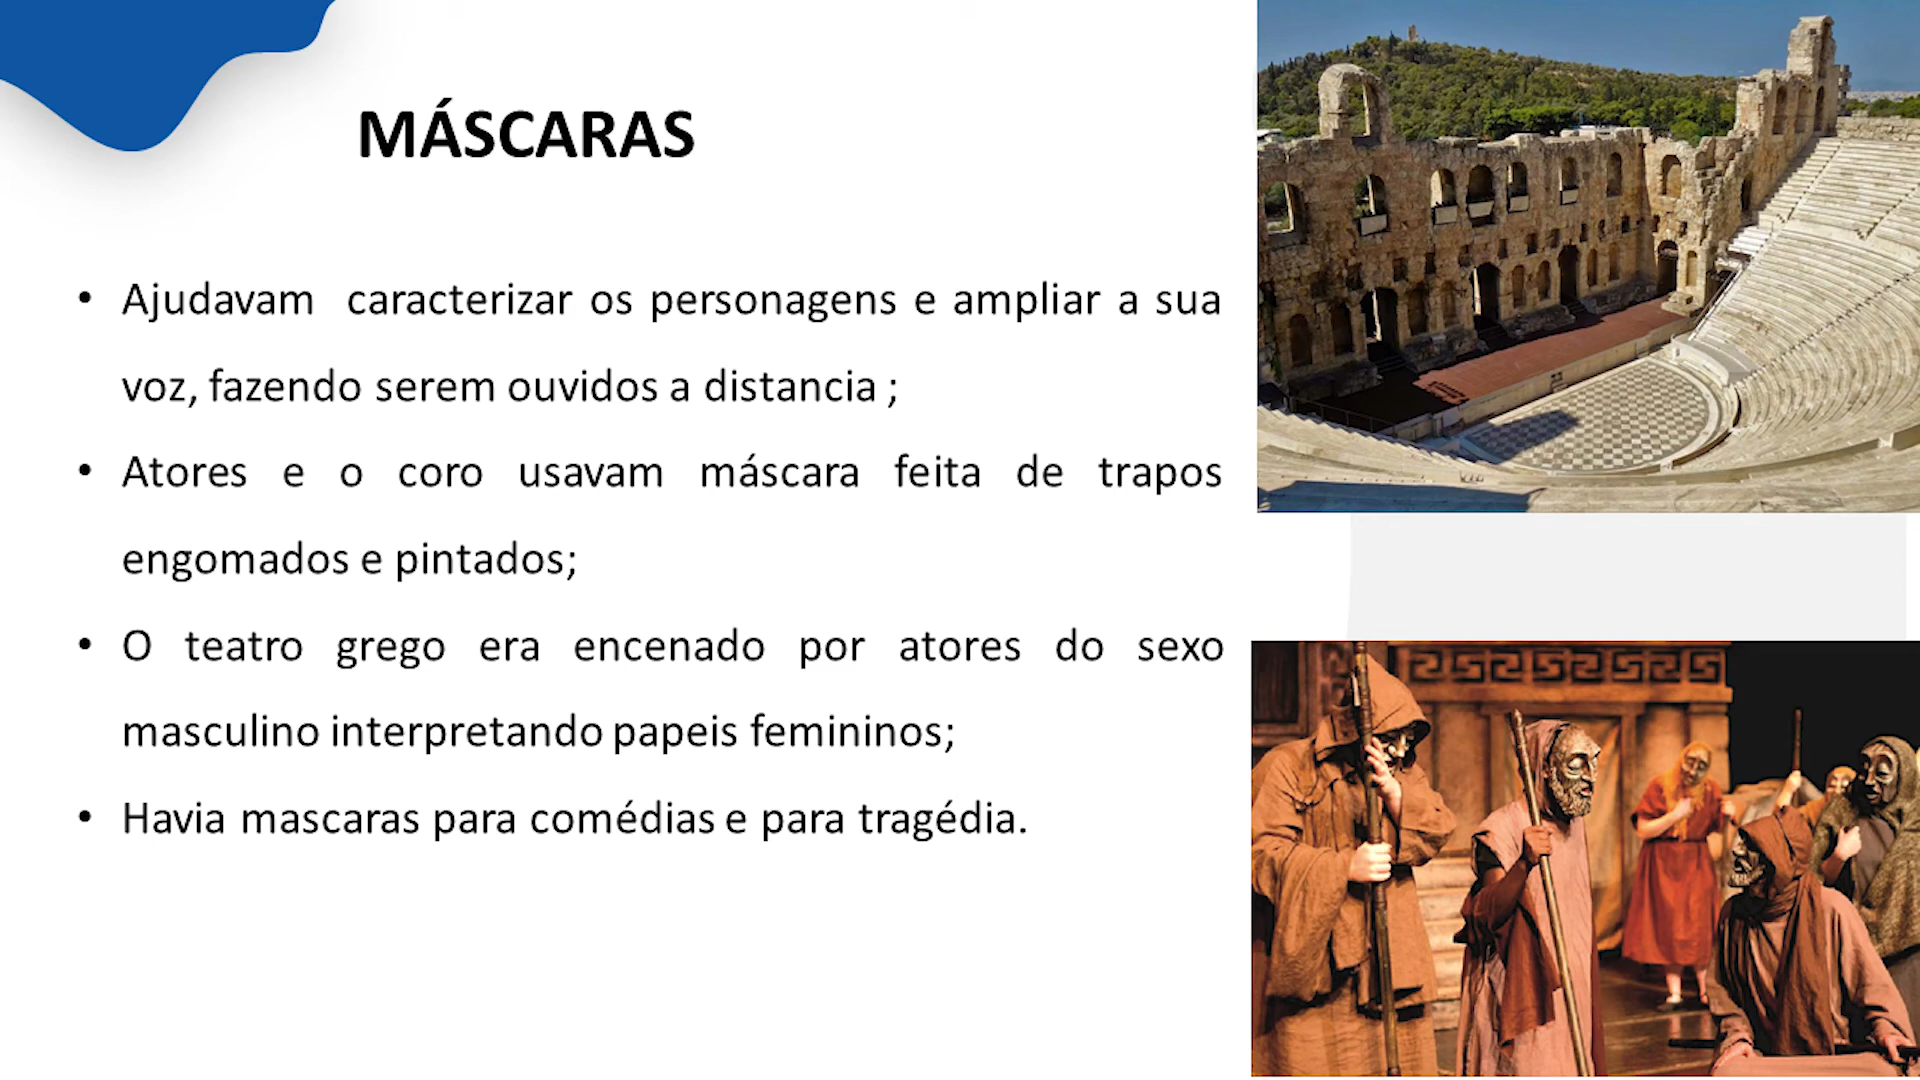 MÁSCARAS
• Ajudavam caracterizar os personagens e ampliar a sua
voz, fazendo serem ouvidos a distancia ;
• Atores e o coro usavam máscara feita de trapos
engomados e pintados;
• O teatro grego era encenado por atores do sexo
masculino interpretando papeis femininos;
• Havia mascaras para comédias e para tragédia.